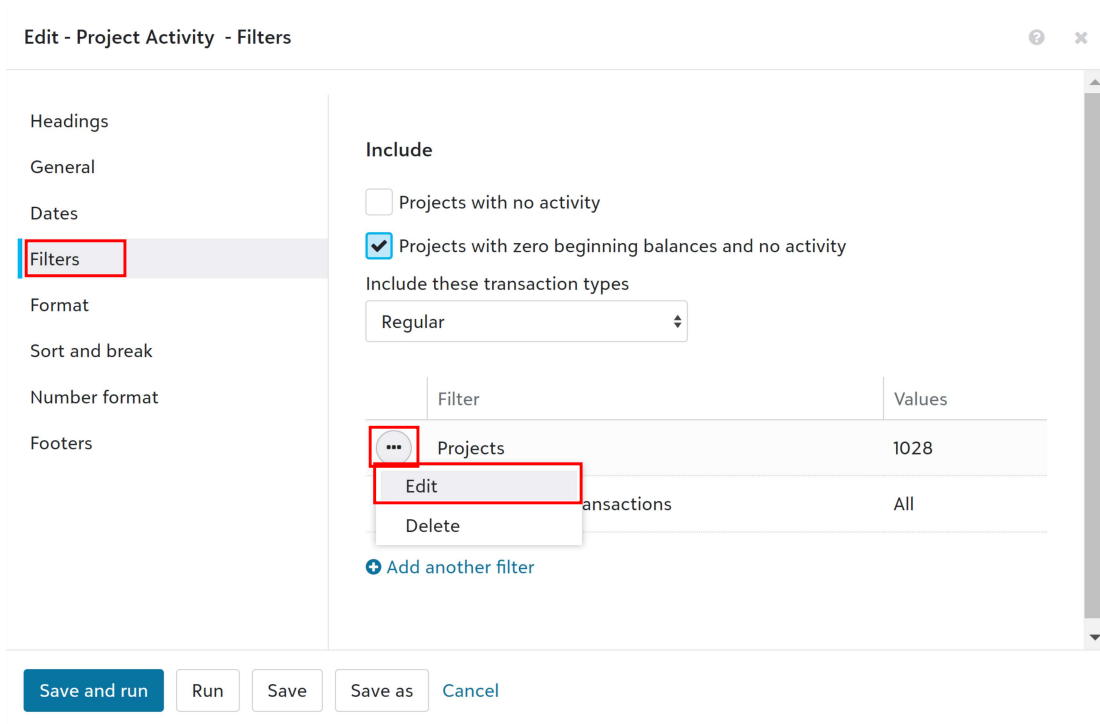 Edit - Project Activity - Filters
Headings
General
Dates
Filters
Format
Sort and break
Number format
Footers
Include
Projects with no activity
Projects with zero beginning balances and no activity
Include these transaction types
Regular
Filter Values
Projects 1028
Edit
ansactions All
Delete
Add another filter
Save and run Run Save Save as Cancel